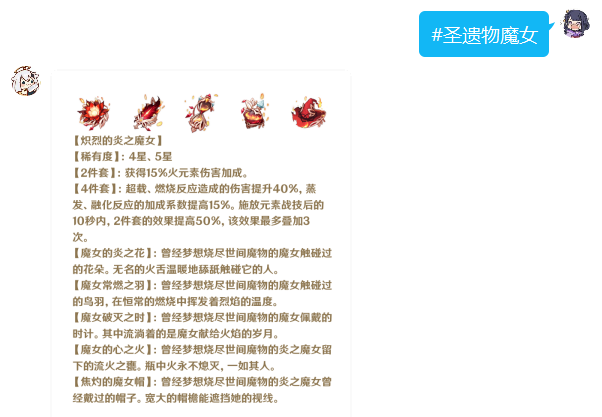 #圣遗物魔女
【炽烈的炎之魔女】
【稀有度】：4星、5星
【2件套】：获得15%火元素伤害加成。
【4件套】：超载、燃烧反应造成的伤害提升40%，蒸
发、融化反应的加成系数提高15%。施放元素战技后的
10秒内，2件套的效果提高50%，该效果最多叠加3
次。
【魔女的炎之花】：曾经梦想烧尽世间魔物的魔女触碰过
的花朵。无名的火舌温暖地舔舐触碰它的人。
【魔女常燃之羽】：曾经梦想烧尽世间魔物的魔女触碰过
的鸟羽，在恒常的燃烧中挥发着烈焰的温度。
【魔女破灭之时】：曾经梦想烧尽世间魔物的魔女佩戴的
时计。其中流淌着的是魔女献给火焰的岁月。
【魔女的心之火】：曾经梦想烧尽世间魔物的炎之魔女留
下的流火之甕。瓶中火永不熄灭，一如其人。
【焦灼的魔女帽】：曾经梦想烧尽世间魔物的炎之魔女曾
经戴过的帽子。宽大的帽檐能遮挡她的视线。